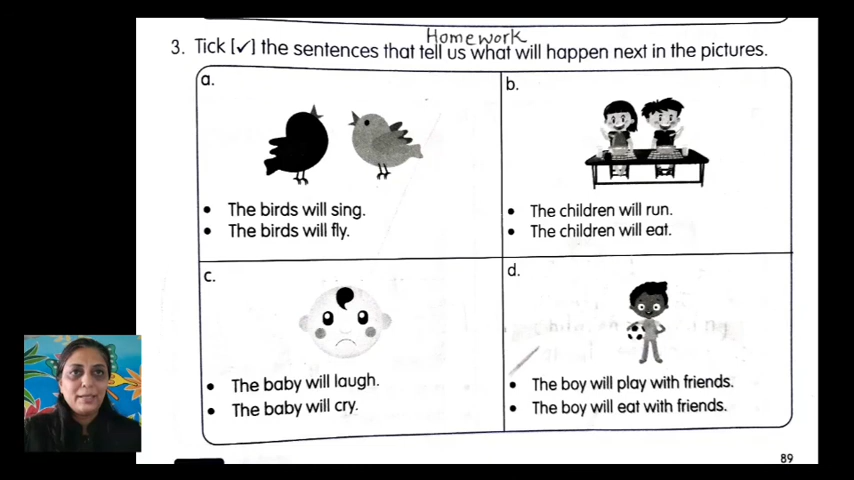 Homework
3. Tick [✓] the sentences that tell us what will happen next in the pictures.
a.
• The birds will sing.
• The birds will fly.
b.
• The children will run.
• The children will eat.
c.
• The baby will laugh.
• The baby will cry.
d.
• The boy will play with friends.
• The boy will eat with friends.
89